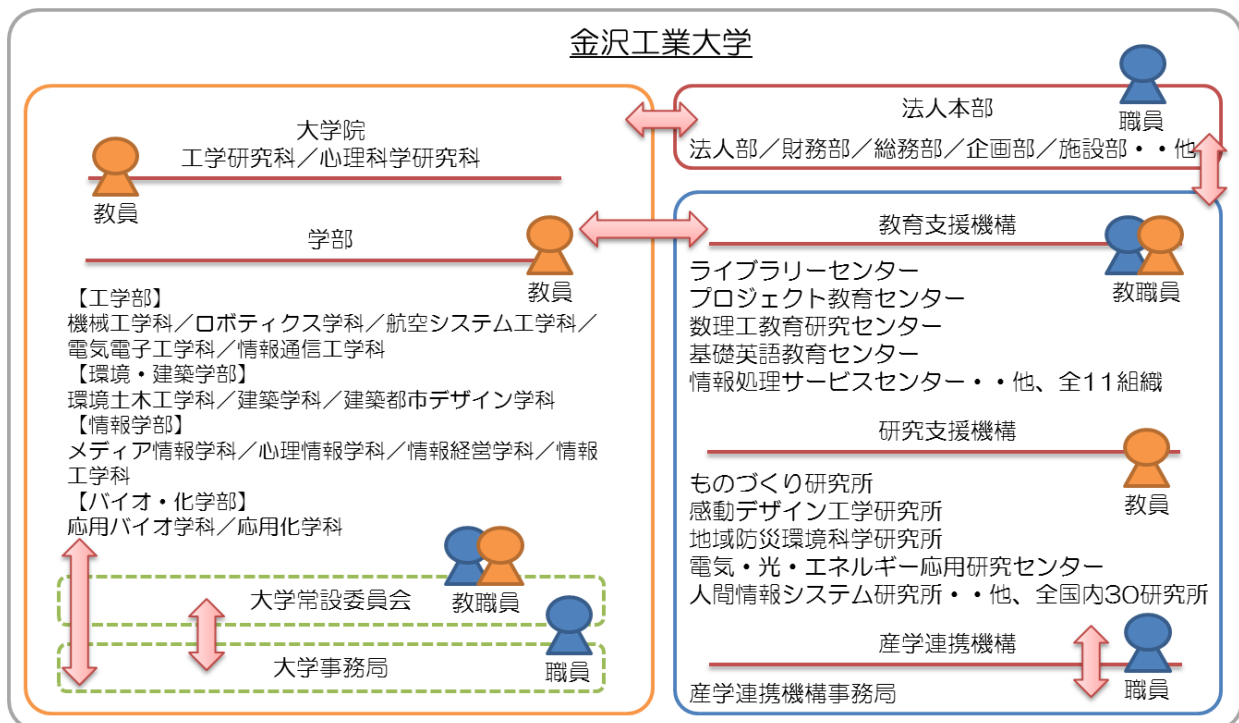 金沢工業大学
大学院
工学研究科／心理科学研究科
教員
学部
教員
【工学部】
機械工学科／ロボティクス学科／航空システム工学科／
電気電子工学科／情報通信工学科
【環境・建築学部】
環境土木工学科／建築学科／建築都市デザイン学科
【情報学部】
メディア情報学科／心理情報学科／情報経営学科／情報
工学科
【バイオ・化学部】
応用バイオ学科／応用化学科
大学常設委員会
教職員
大学事務局
職員
法人本部
職員
法人部／財務部／総務部／企画部／施設部・・他
教育支援機構
教職員
ライブラリーセンター
プロジェクト教育センター
数理工教育研究センター
基礎英語教育センター
情報処理サービスセンター・・他、全11組織
研究支援機構
教員
ものづくり研究所
感動デザイン工学研究所
地域防災環境科学研究所
電気・光・エネルギー応用研究センター
人間情報システム研究所・・他、全国内30研究所
産学連携機構
職員
産学連携機構事務局